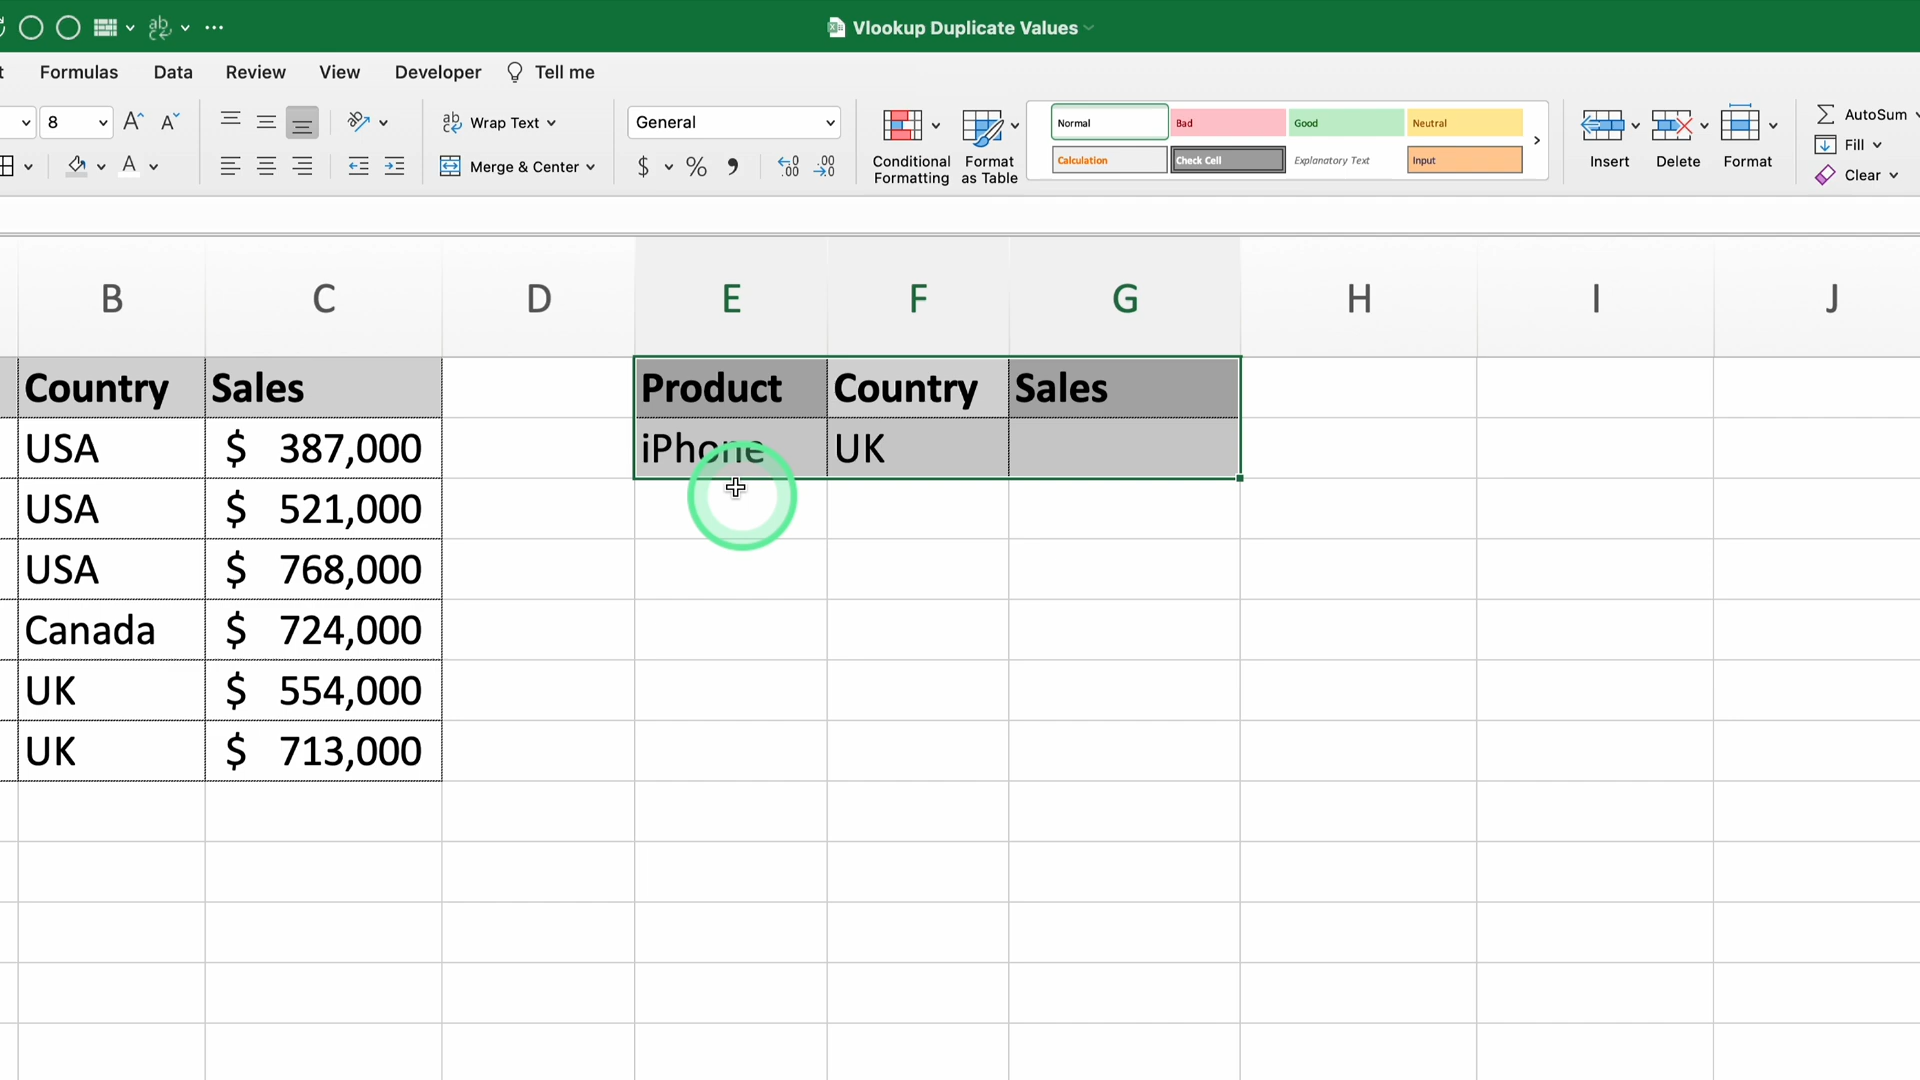 Vlookup Duplicate Values
Formulas Data Review View Developer Tell me
8 A^ A˅ Wrap Text General
Merge & Center $ % ,
Conditional Formatting
Format as Table
Normal Bad Good Neutral
Calculation Check Cell Explanatory Text Input
Insert Delete Format
AutoSum
Fill
Clear
B C D E F G H I J
Country Sales Product Country Sales
USA $ 387,000 iPhone UK
USA $ 521,000
USA $ 768,000
Canada $ 724,000
UK $ 554,000
UK $ 713,000